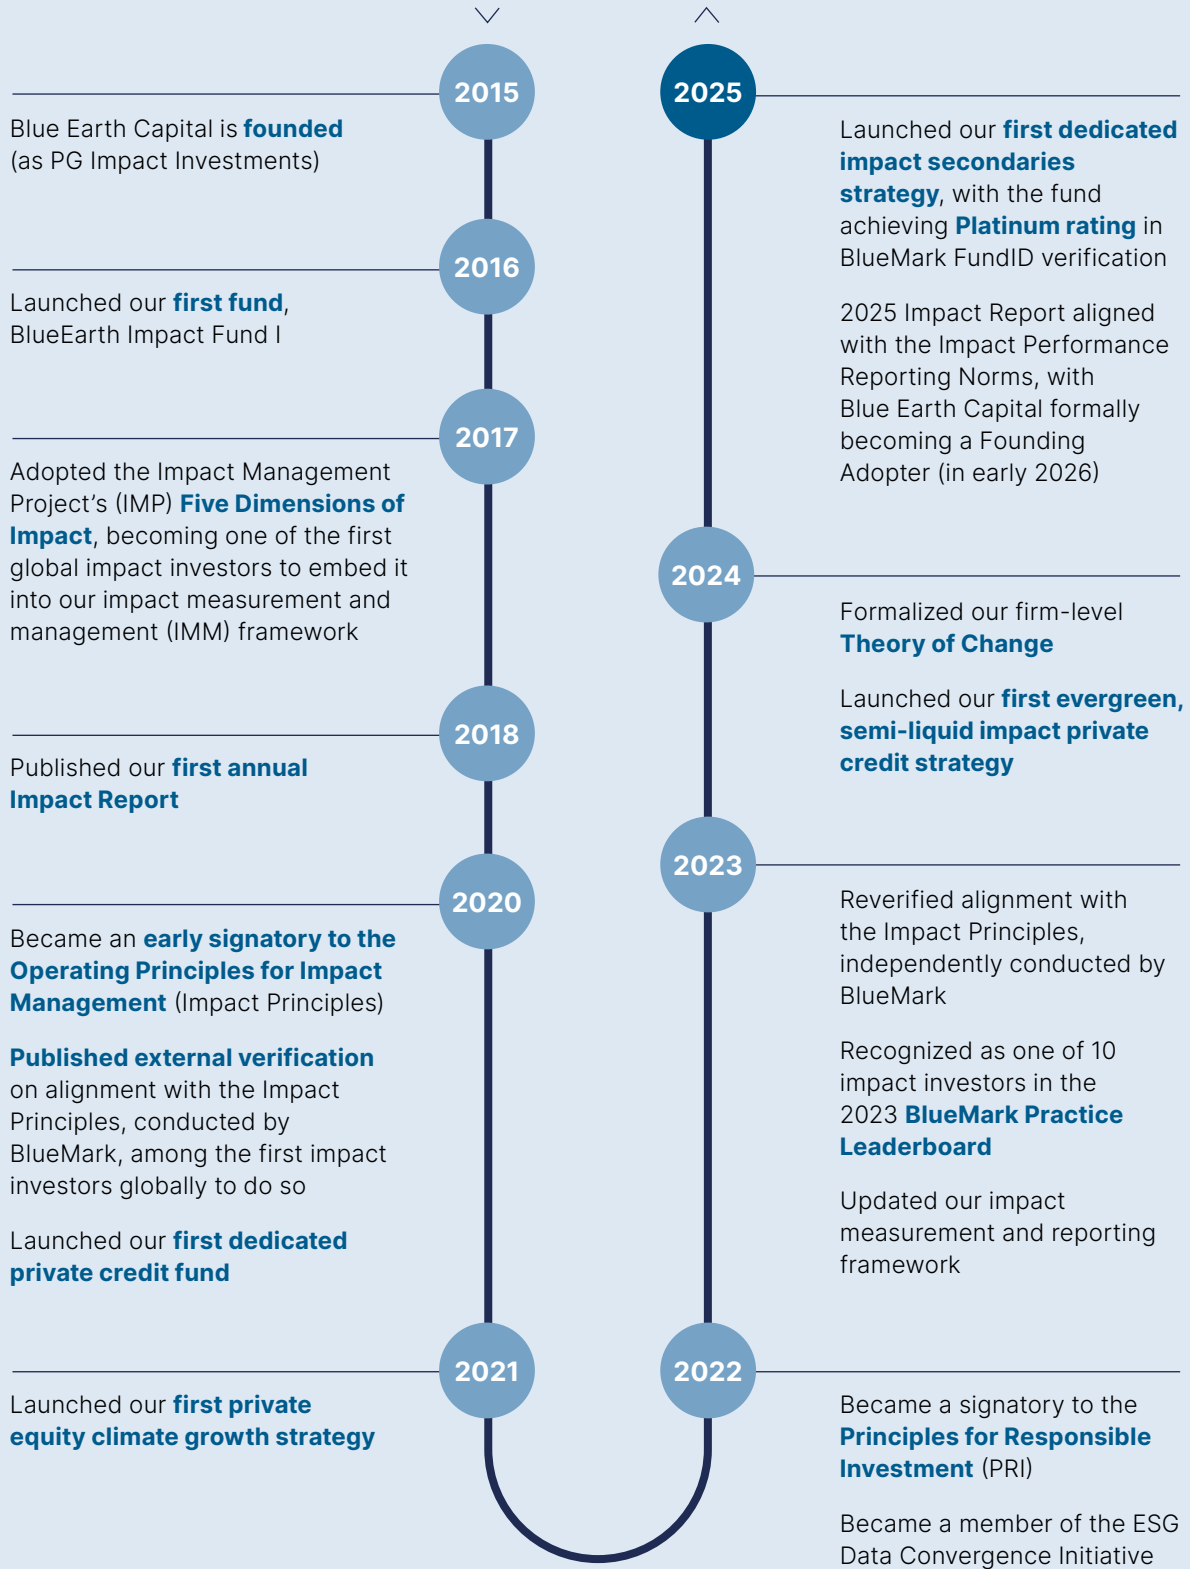 2015
Blue Earth Capital is founded
(as PG Impact Investments)
2016
Launched our first fund,
BlueEarth Impact Fund I
2017
Adopted the Impact Management
Project’s (IMP) Five Dimensions of
Impact, becoming one of the first
global impact investors to embed it
into our impact measurement and
management (IMM) framework
2018
Published our first annual
Impact Report
2020
Became an early signatory to the
Operating Principles for Impact
Management (Impact Principles)
Published external verification
on alignment with the Impact
Principles, conducted by
BlueMark, among the first impact
investors globally to do so
Launched our first dedicated
private credit fund
2021
Launched our first private
equity climate growth strategy
2022
Became a signatory to the
Principles for Responsible
Investment (PRI)
Became a member of the ESG
Data Convergence Initiative
2023
Reverified alignment with
the Impact Principles,
independently conducted by
BlueMark
Recognized as one of 10
impact investors in the
2023 BlueMark Practice
Leaderboard
Updated our impact
measurement and reporting
framework
2024
Formalized our firm-level
Theory of Change
Launched our first evergreen,
semi-liquid impact private
credit strategy
2025
Launched our first dedicated
impact secondaries
strategy, with the fund
achieving Platinum rating in
BlueMark FundID verification
2025 Impact Report aligned
with the Impact Performance
Reporting Norms, with
Blue Earth Capital formally
becoming a Founding
Adopter (in early 2026)